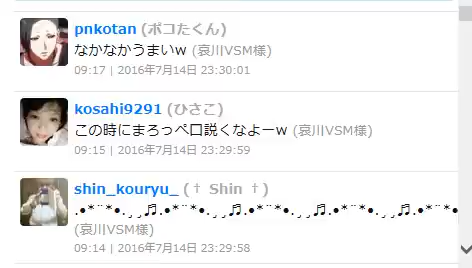 pnkotan (ポコたくん)
なかなかうまいw (哀川VSM様)
09:17 | 2016年7月14日 23:30:01
kosahi9291 (ひさこ)
この時にまろっぺ口説くなよーw (哀川VSM様)
09:15 | 2016年7月14日 23:29:59
shin_kouryu_ († Shin †)
.•*¨*•.¸¸♬.•*¨*•.¸¸♬.•*¨*•.¸¸♬.•*¨*•.¸¸♬.•*¨*•
(哀川VSM様)
09:14 | 2016年7月14日 23:29:58